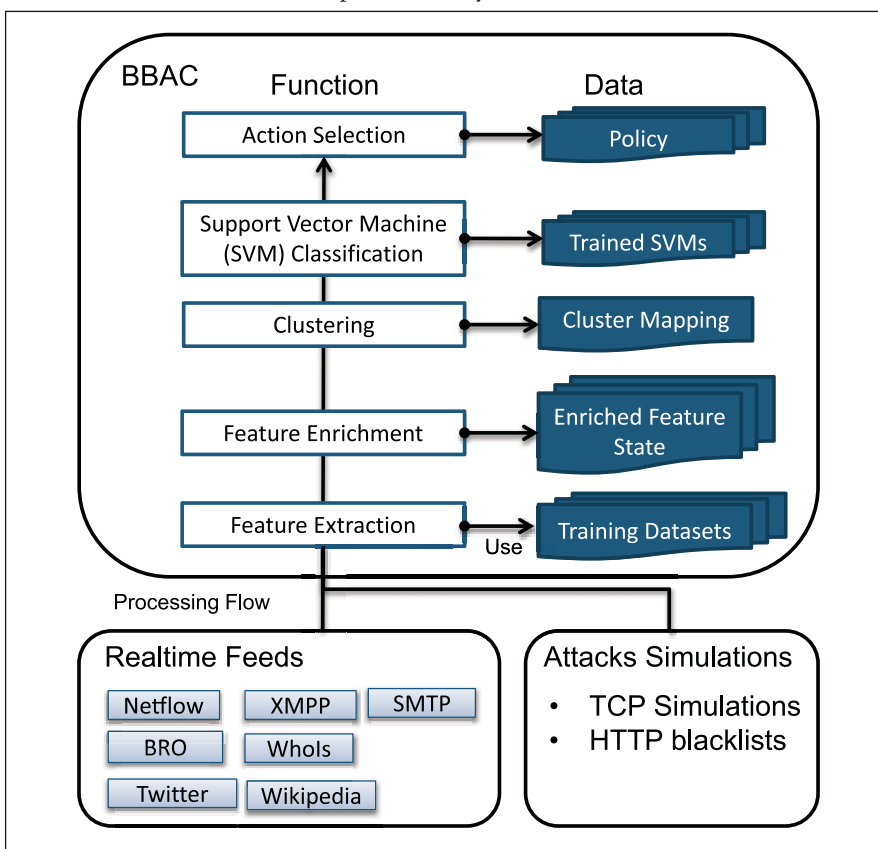 BBAC
Function
Data
Action Selection
Policy
Support Vector Machine
(SVM) Classification
Trained SVMs
Clustering
Cluster Mapping
Feature Enrichment
Enriched Feature
State
Feature Extraction
Use
Training Datasets
Processing Flow
Realtime Feeds
Netflow
XMPP
SMTP
BRO
WhoIs
Twitter
Wikipedia
Attacks Simulations
• TCP Simulations
• HTTP blacklists